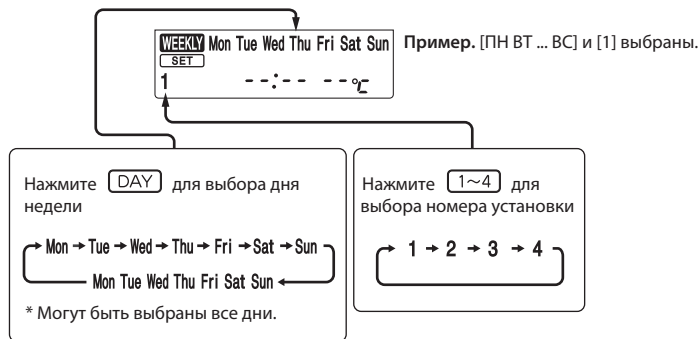 WEEKLY Mon Tue Wed Thu Fri Sat Sun
SET
1 --:-- --°C
Пример. [ПН ВТ ... ВС] и [1] выбраны.
Нажмите DAY для выбора дня
недели
Mon → Tue → Wed → Thu → Fri → Sat → Sun
Mon Tue Wed Thu Fri Sat Sun
* Могут быть выбраны все дни.
Нажмите 1~4 для
выбора номера установки
1 → 2 → 3 → 4